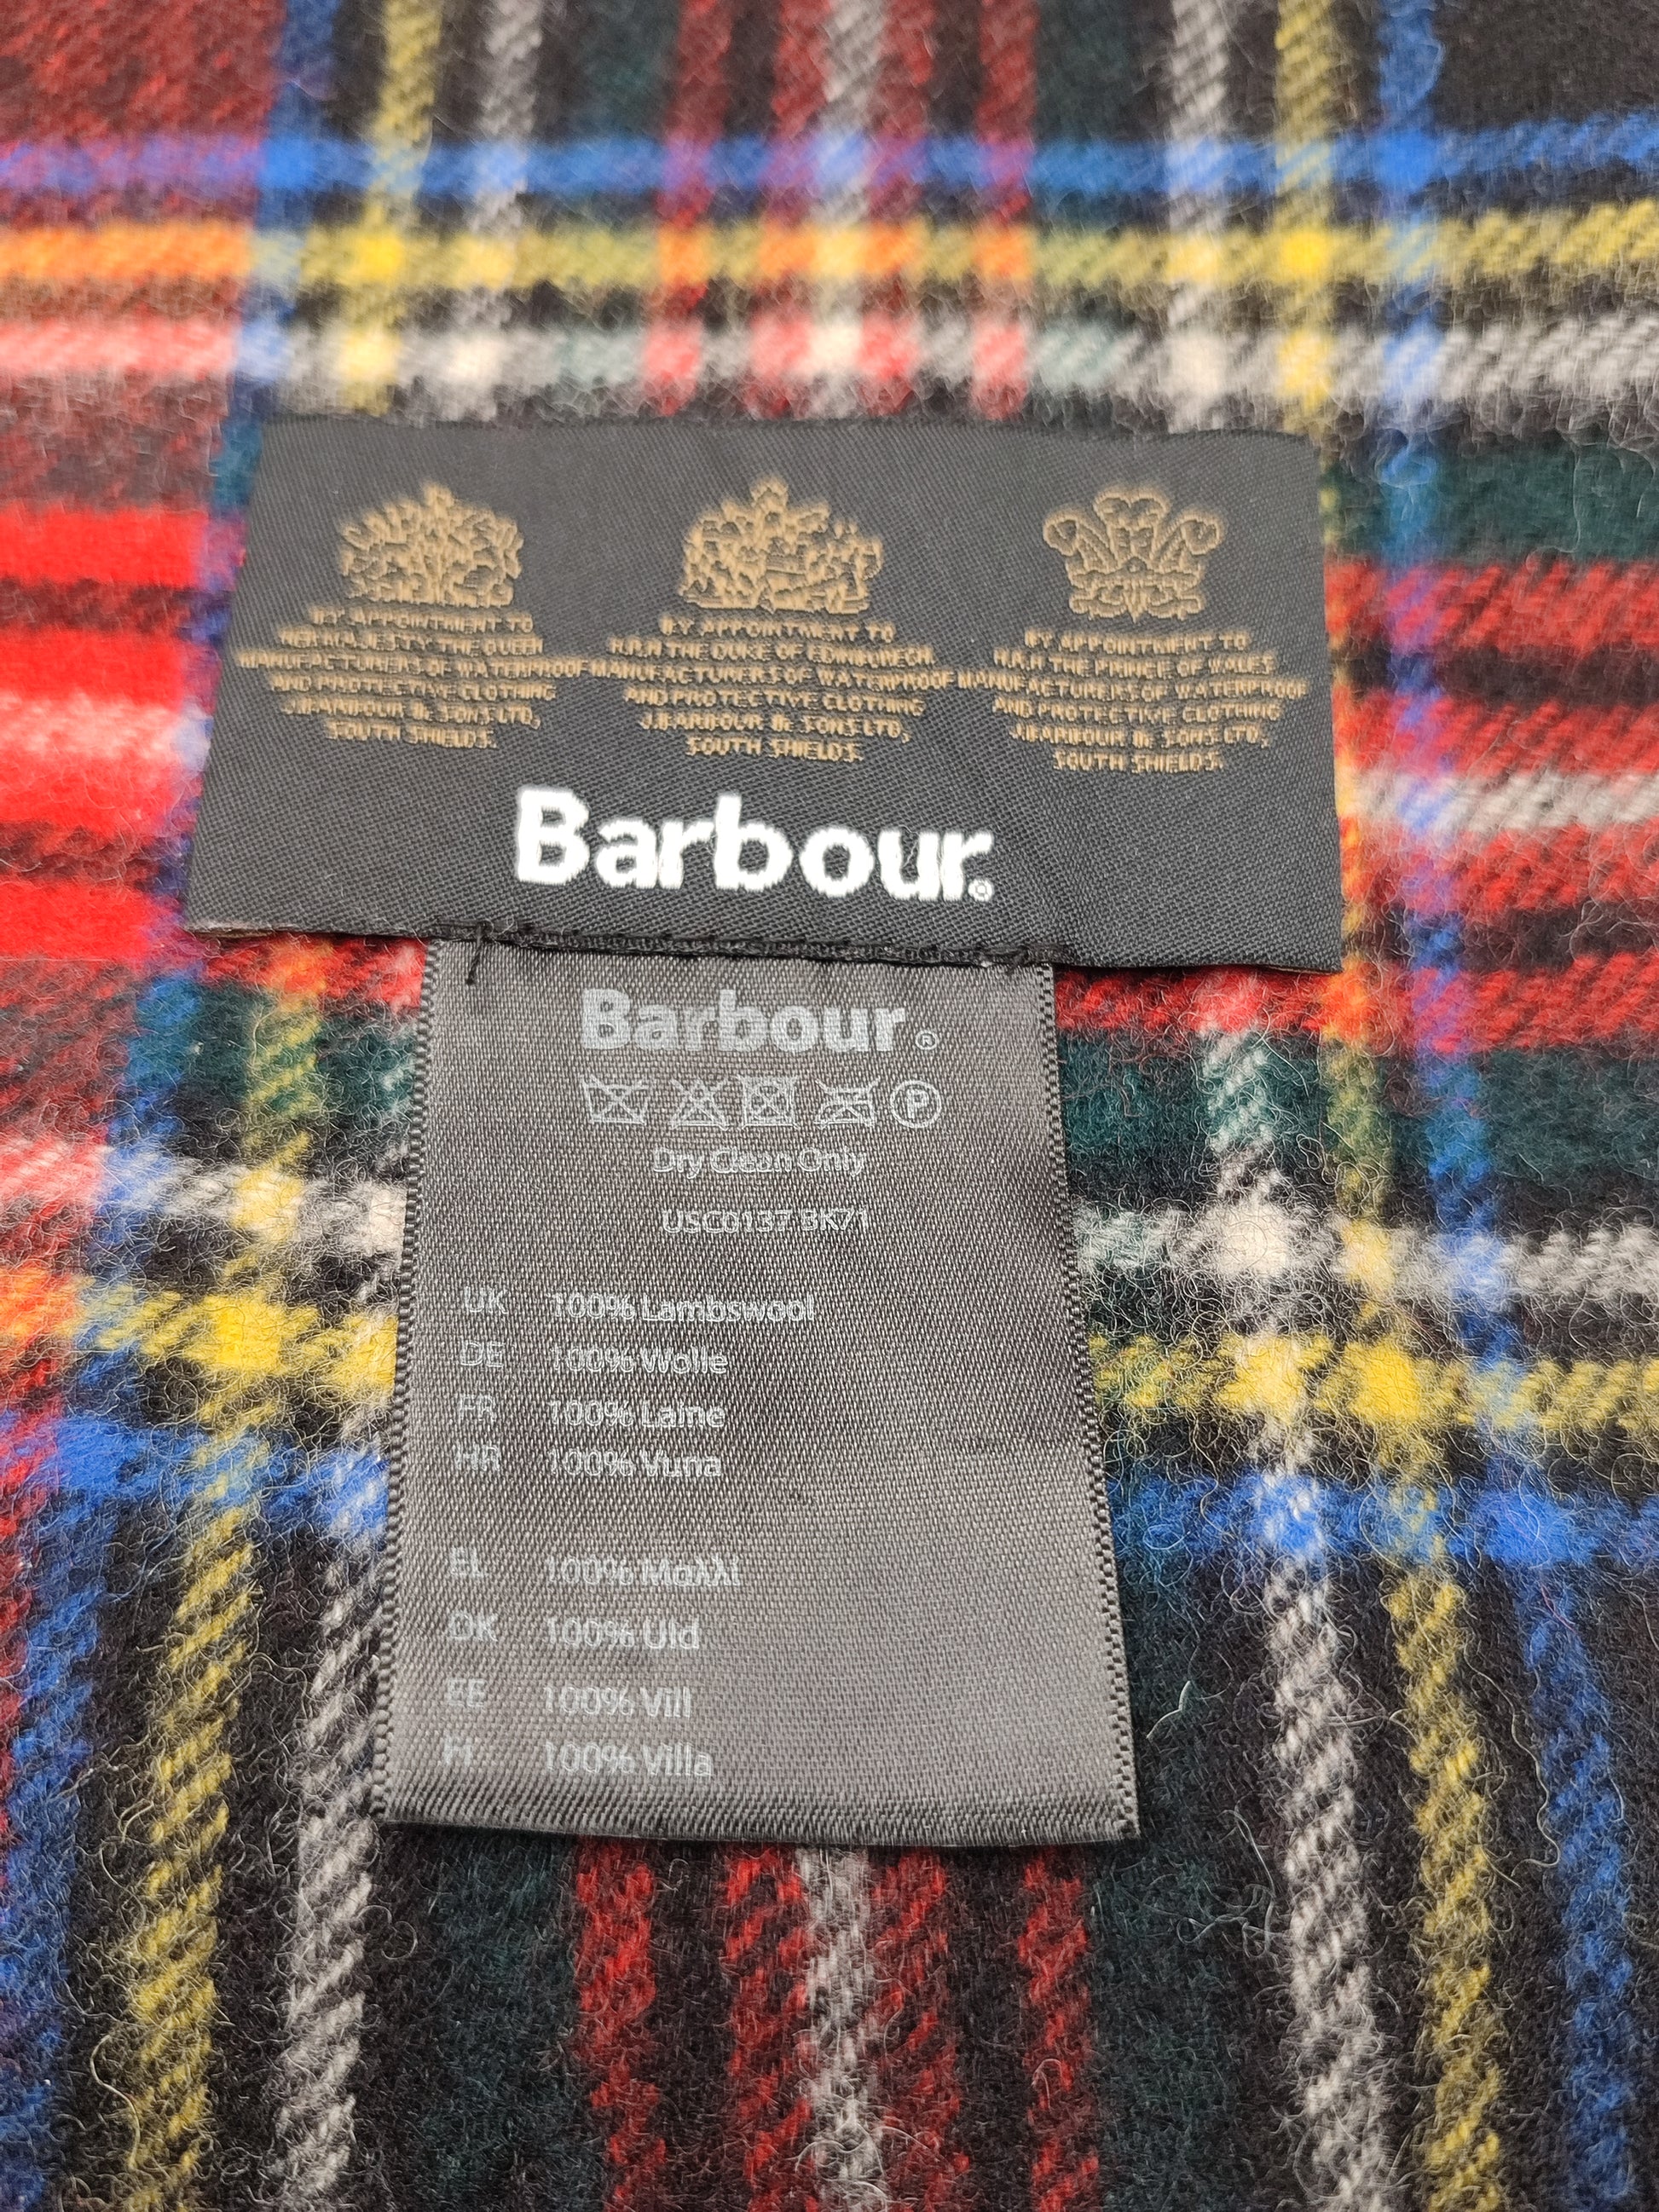 BY APPOINTMENT TO
HER MAJESTY THE QUEEN
MANUFACTURERS OF WATERPROOF
AND PROTECTIVE CLOTHING
J.BARBOUR & SONS LTD,
SOUTH SHIELDS.
BY APPOINTMENT TO
H.R.H THE DUKE OF EDINBURGH
MANUFACTURERS OF WATERPROOF
AND PROTECTIVE CLOTHING
J.BARBOUR & SONS LTD,
SOUTH SHIELDS.
BY APPOINTMENT TO
H.R.H THE PRINCE OF WALES
MANUFACTURERS OF WATERPROOF
AND PROTECTIVE CLOTHING
J.BARBOUR & SONS LTD,
SOUTH SHIELDS.
Barbour®
Barbour®
P
Dry Clean Only
USC0137 BK71
UK 100% Lambswool
DE 100% Wolle
FR 100% Laine
HR 100% Vuna
EL 100% Μαλλί
DK 100% Uld
EE 100% Vill
FI 100% Villa